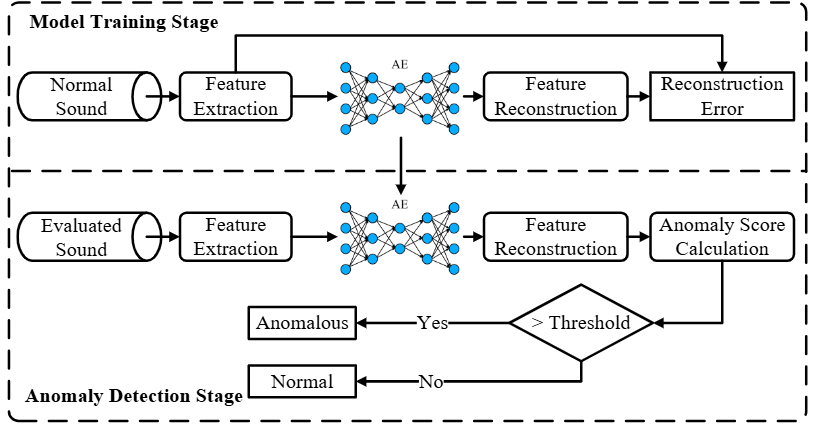 Model Training Stage
AE
Normal
Sound
Feature
Extraction
Feature
Reconstruction
Reconstruction
Error
AE
Evaluated
Sound
Feature
Extraction
Feature
Reconstruction
Anomaly Score
Calculation
Anomalous
Yes
> Threshold
Normal
No
Anomaly Detection Stage